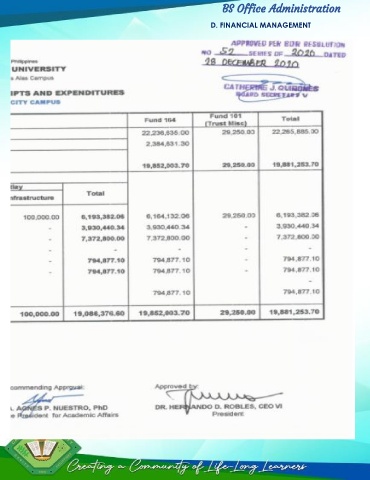 BS Office Administration
D. FINANCIAL MANAGEMENT
APPROVED PER BOR RESOLUTION
NO. 52 SERIES OF 2020 DATED
28 DECEMBER 2020
Philippines
UNIVERSITY
Alas Campus
CATHERINE J.
BOARD SECRETARY V
IPTS AND EXPENDITURES
CITY CAMPUS
Fund 164 Fund 101 (Trust Misc) Total
22,236,635.00 29,250.00 22,265,885.00
2,384,631.30
19,852,003.70 29,250.00 19,881,253.70
lay
nfrastructure Total
100,000.00 6,193,382.06 6,164,132.06 29,250.00 6,193,382.06
- 3,930,440.34 3,930,440.34 - 3,930,440.34
- 7,372,800.00 7,372,800.00 - 7,372,800.00
- - - -
- 794,877.10 794,877.10 - 794,877.10
- 794,877.10 794,877.10 - 794,877.10
794,877.10 794,877.10
100,000.00 19,086,376.60 19,852,003.70 29,250.00 19,881,253.70
commending Approval: Approved by:
AGNES P. NUESTRO, PhD DR. HERNANDO D. ROBLES, CEO VI
e President for Academic Affairs President
Creating a Community of Life-Long Learners